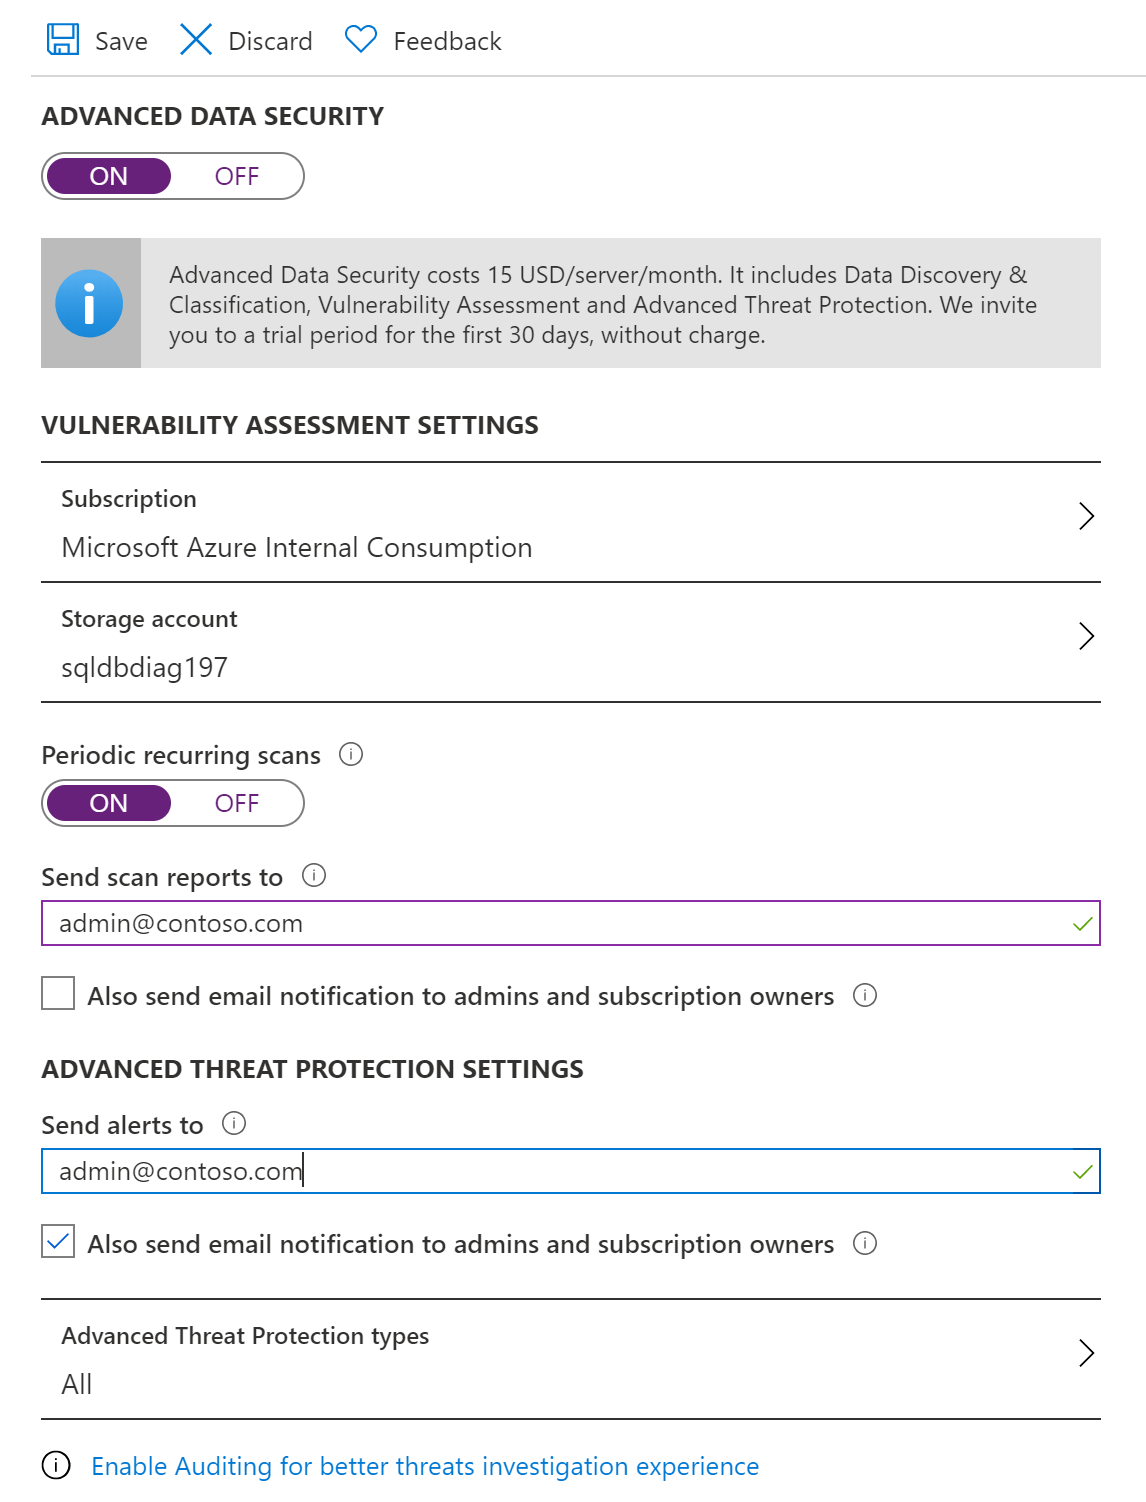 Save Discard Feedback
ADVANCED DATA SECURITY
ON OFF
Advanced Data Security costs 15 USD/server/month. It includes Data Discovery &
Classification, Vulnerability Assessment and Advanced Threat Protection. We invite
you to a trial period for the first 30 days, without charge.
VULNERABILITY ASSESSMENT SETTINGS
Subscription
Microsoft Azure Internal Consumption
Storage account
sqldbdiag197
Periodic recurring scans
ON OFF
Send scan reports to
admin@contoso.com
Also send email notification to admins and subscription owners
ADVANCED THREAT PROTECTION SETTINGS
Send alerts to
admin@contoso.com
Also send email notification to admins and subscription owners
Advanced Threat Protection types
All
Enable Auditing for better threats investigation experience